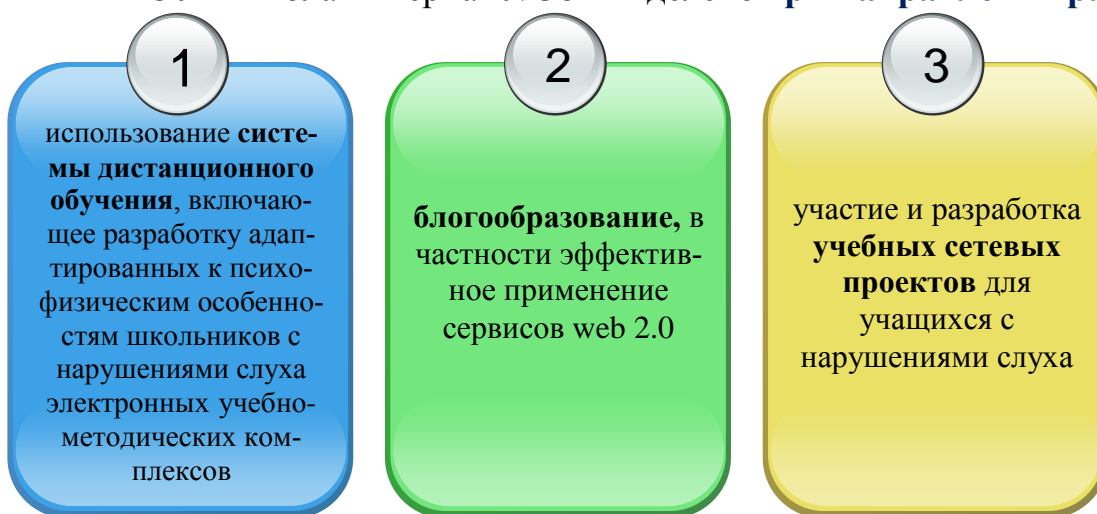 1
использование систе-
мы дистанционного
обучения, включаю-
щее разработку адап-
тированных к психо-
физическим особенно-
стям школьников с
нарушениями слуха
электронных учебно-
методических ком-
плексов
2
блогообразование, в
частности эффектив-
ное применение
сервисов web 2.0
3
участие и разработка
учебных сетевых
проектов для
учащихся с
нарушениями слуха